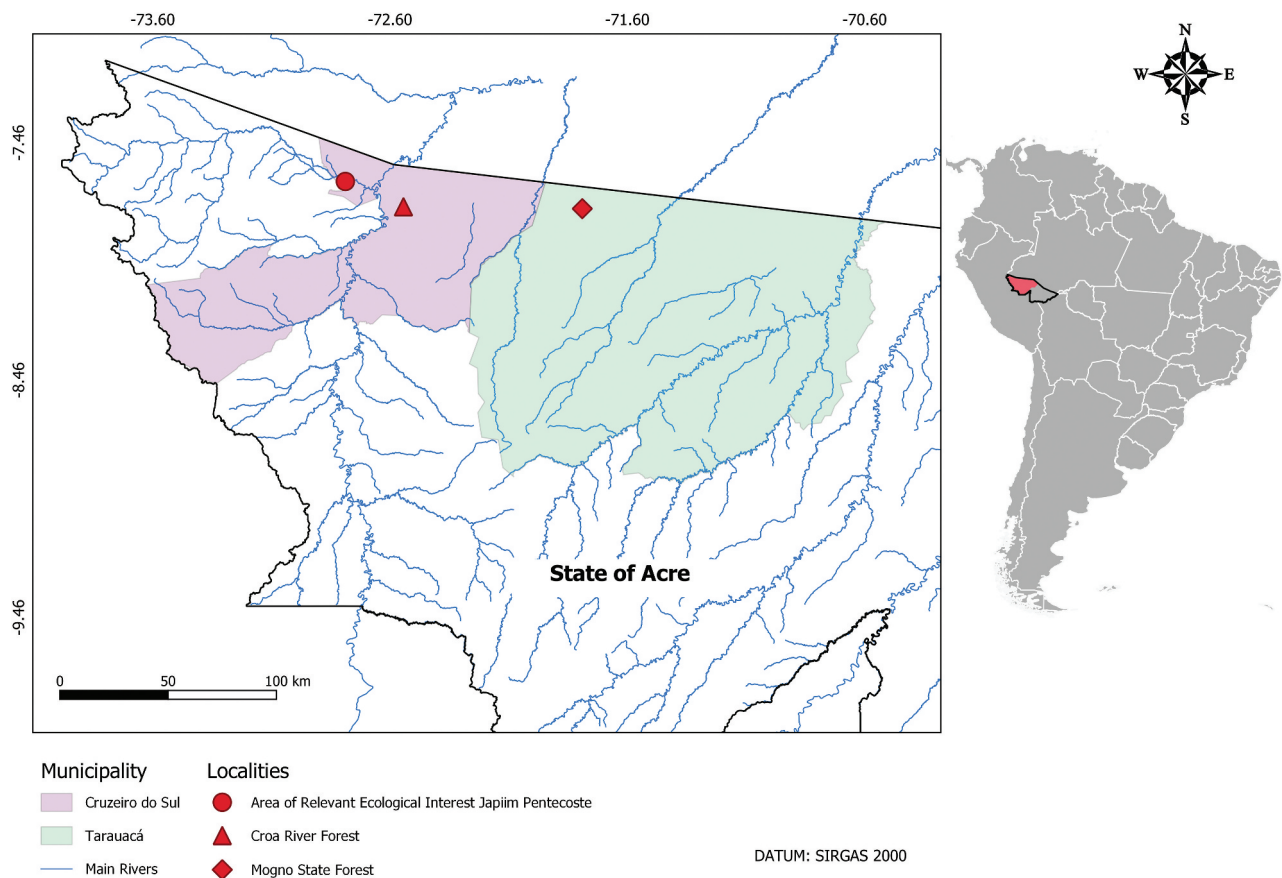 -73.60 -72.60 -71.60 -70.60
N
W E
S
-7.46
-8.46
-9.46
State of Acre
0 50 100 km
Municipality
Cruzeiro do Sul
Tarauacá
Main Rivers
Localities
Area of Relevant Ecological Interest Japiim Pentecoste
Croa River Forest
Mogno State Forest
DATUM: SIRGAS 2000